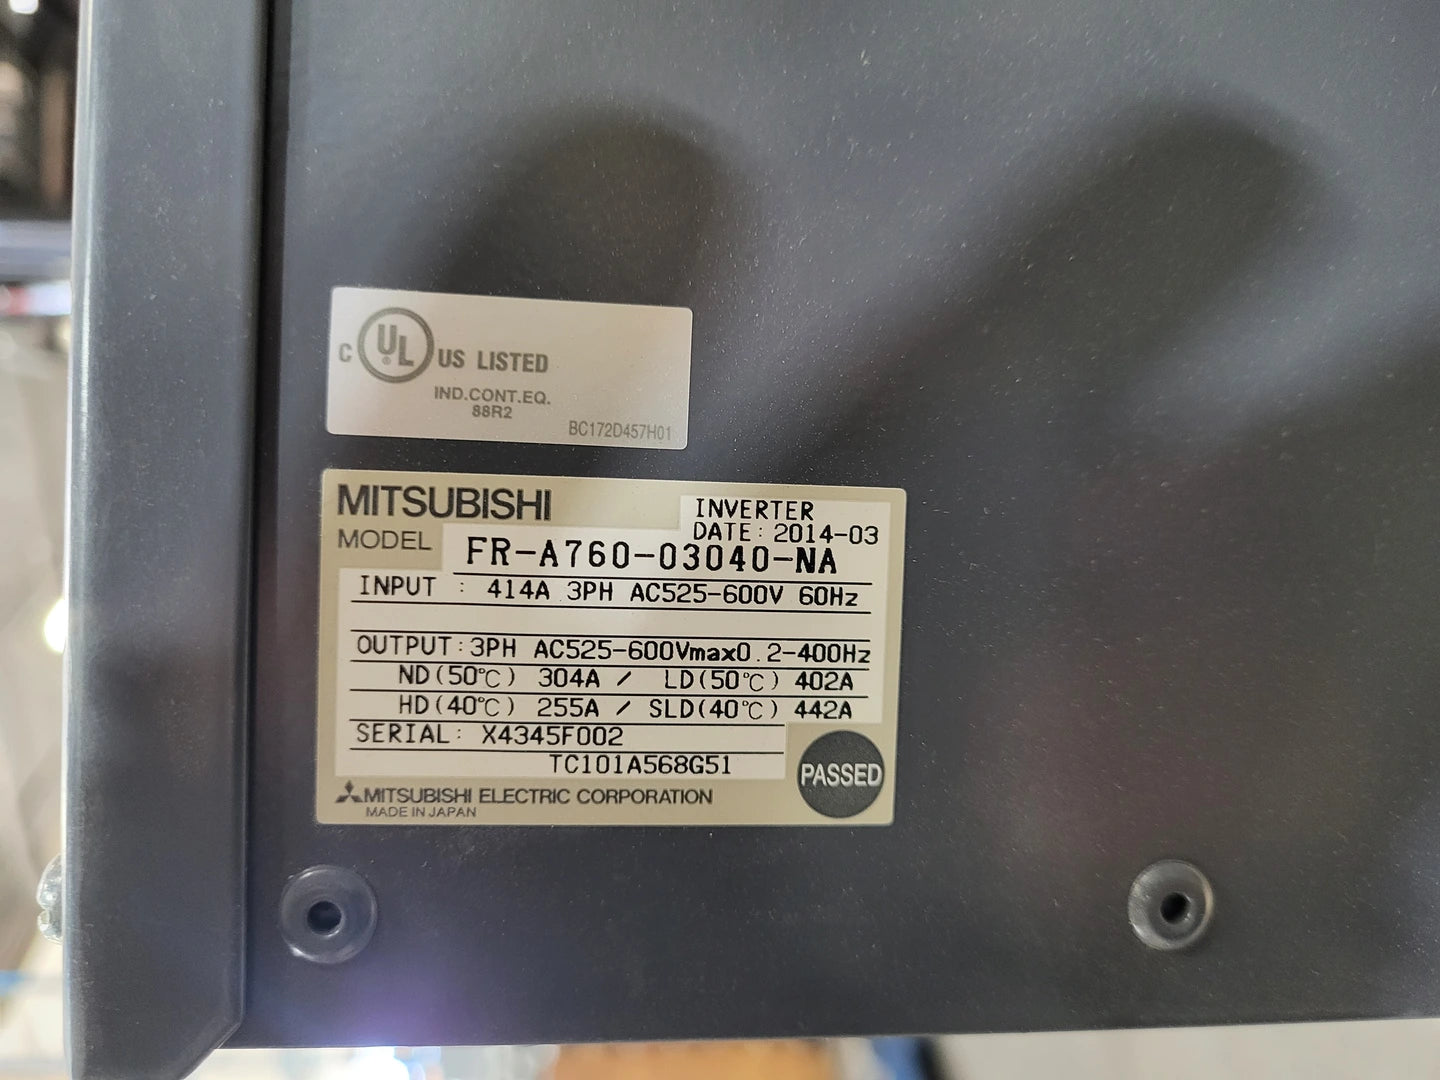 C UL® US LISTED
IND.CONT.EQ.
88R2
BC172D457H01
MITSUBISHI
INVERTER
DATE: 2014-03
MODEL FR-A760-03040-NA
INPUT : 414A 3PH AC525-600V 60Hz
OUTPUT:3PH AC525-600Vmax0.2-400Hz
ND(50℃) 304A / LD(50℃) 402A
HD(40℃) 255A / SLD(40℃) 442A
SERIAL: X4345F002
TC101A568G51
PASSED
MITSUBISHI ELECTRIC CORPORATION
MADE IN JAPAN